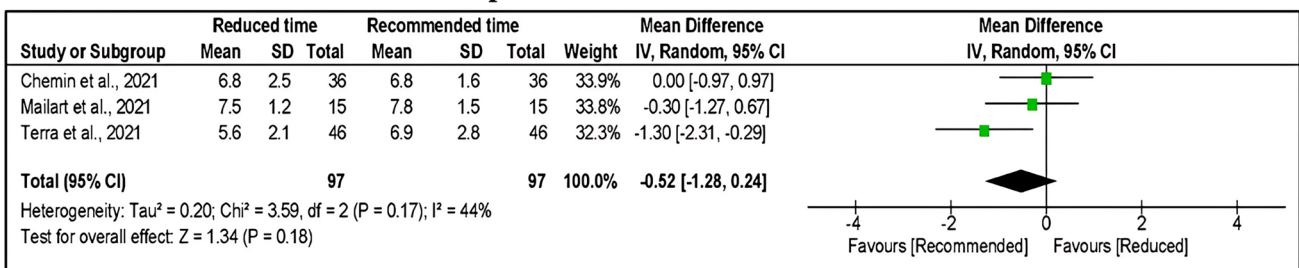 Reduced time Recommended time Mean Difference Mean Difference
Study or Subgroup Mean SD Total Mean SD Total Weight IV, Random, 95% CI IV, Random, 95% CI
Chemin et al., 2021 6.8 2.5 36 6.8 1.6 36 33.9% 0.00 [-0.97, 0.97]
Mailart et al., 2021 7.5 1.2 15 7.8 1.5 15 33.8% -0.30 [-1.27, 0.67]
Terra et al., 2021 5.6 2.1 46 6.9 2.8 46 32.3% -1.30 [-2.31, -0.29]
Total (95% CI) 97 97 100.0% -0.52 [-1.28, 0.24]
Heterogeneity: Tau² = 0.20; Chi² = 3.59, df = 2 (P = 0.17); I² = 44%
Test for overall effect: Z = 1.34 (P = 0.18)
-4 -2 0 2 4
Favours [Recommended] Favours [Reduced]